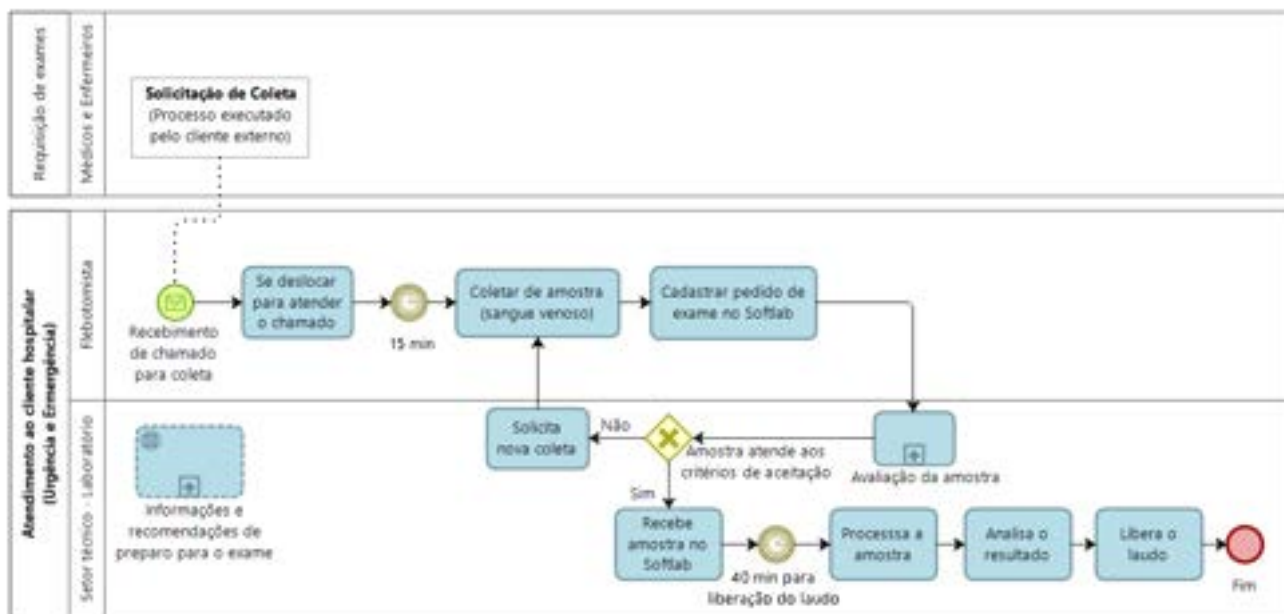 Requisição de exames
Médicos e Enfermeiros
Solicitação de Coleta
(Processo executado
pelo cliente externo)
Atendimento ao cliente hospitalar
(Urgência e Ermergência)
Flebotomista
Recebimento
de chamado
para coleta
Se deslocar
para atender
o chamado
15 min
Coletar de amostra
(sangue venoso)
Cadastrar pedido de
exame no Softlab
Setor técnico - Laboratório
Informações e
recomendações de
preparo para o exame
Solicita
nova coleta
Não
Amostra atende aos
critérios de aceitação
Avaliação da amostra
Sim
Recebe
amostra no
Softlab
40 min para
liberação do laudo
Processsa a
amostra
Analisa o
resultado
Libera o
laudo
Fim